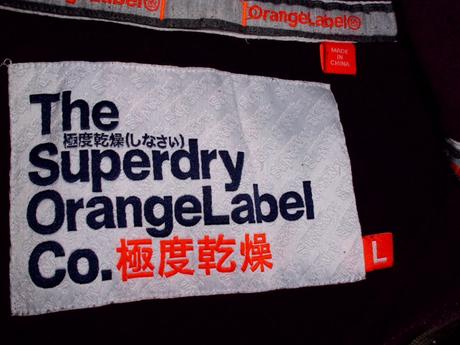 angeLabel®
OrangeLabel®
MADE IN
CHINA
The
極度乾燥(しなさい)
Superdry
OrangeLabel
Co.極度乾燥
L